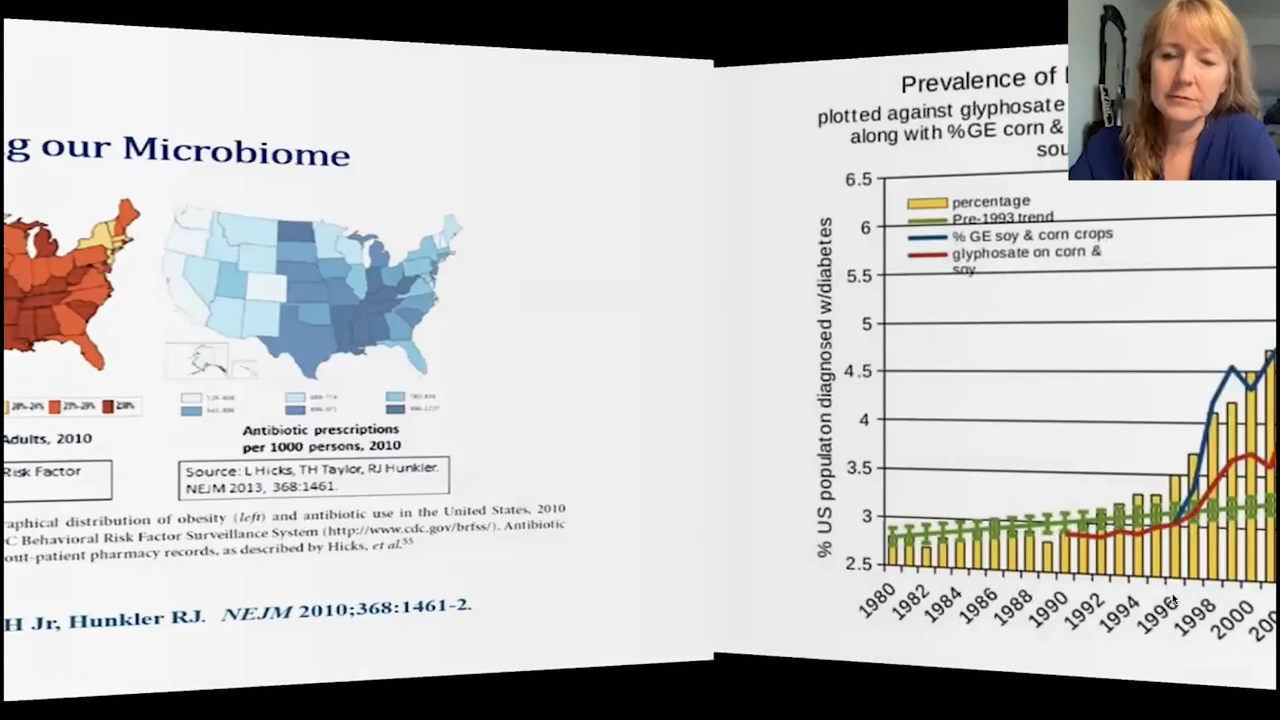 g our Microbiome
20%-24%
25%-29%
≥30%
Adults, 2010
Risk Factor
Antibiotic prescriptions
per 1000 persons, 2010
Source: L Hicks, TH Taylor, RJ Hunkler.
NEJM 2013, 368:1461.
raphical distribution of obesity (left) and antibiotic use in the United States, 2010
C Behavioral Risk Factor Surveillance System (http://www.cdc.gov/brfss/). Antibiotic
out-patient pharmacy records, as described by Hicks, et al.55
H Jr, Hunkler RJ. NEJM 2010;368:1461-2.
Prevalence of
plotted against glyphosate
along with %GE corn &
sou
percentage
Pre-1993 trend
% GE soy & corn crops
glyphosate on corn &
soy
% US populaton diagnosed w/diabetes
6.5
6
5.5
5
4.5
4
3.5
3
2.5
1980
1982
1984
1986
1988
1990
1992
1994
1996
1998
2000
200